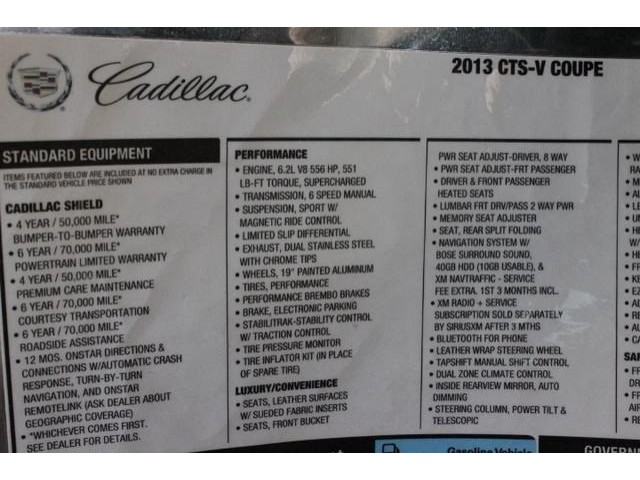 Cadillac
2013 CTS-V COUPE
STANDARD EQUIPMENT
ITEMS FEATURED BELOW ARE INCLUDED AT NO EXTRA CHARGE IN
THE STANDARD VEHICLE PRICE SHOWN
CADILLAC SHIELD
• 4 YEAR / 50,000 MILE*
BUMPER-TO-BUMPER WARRANTY
• 6 YEAR / 70,000 MILE*
POWERTRAIN LIMITED WARRANTY
• 4 YEAR / 50,000 MILE*
PREMIUM CARE MAINTENANCE
• 6 YEAR / 70,000 MILE*
COURTESY TRANSPORTATION
• 6 YEAR / 70,000 MILE*
ROADSIDE ASSISTANCE
• 12 MOS. ONSTAR DIRECTIONS &
CONNECTIONS W/AUTOMATIC CRASH
RESPONSE, TURN-BY-TURN
NAVIGATION, AND ONSTAR
REMOTELINK (ASK DEALER ABOUT
GEOGRAPHIC COVERAGE)
• *WHICHEVER COMES FIRST.
SEE DEALER FOR DETAILS.
PERFORMANCE
• ENGINE, 6.2L V8 556 HP, 551
LB-FT TORQUE, SUPERCHARGED
• TRANSMISSION, 6 SPEED MANUAL
• SUSPENSION, SPORT W/
MAGNETIC RIDE CONTROL
• LIMITED SLIP DIFFERENTIAL
• EXHAUST, DUAL STAINLESS STEEL
WITH CHROME TIPS
• WHEELS, 19" PAINTED ALUMINUM
• TIRES, PERFORMANCE
• PERFORMANCE BREMBO BRAKES
• BRAKE, ELECTRONIC PARKING
• STABILITRAK-STABILITY CONTROL
W/ TRACTION CONTROL
• TIRE PRESSURE MONITOR
• TIRE INFLATOR KIT (IN PLACE
OF SPARE TIRE)
LUXURY/CONVENIENCE
• SEATS, LEATHER SURFACES
W/ SUEDED FABRIC INSERTS
• SEATS, FRONT BUCKET
PWR SEAT ADJUST-DRIVER, 8 WAY
• PWR SEAT ADJUST-FRT PASSENGER
• DRIVER & FRONT PASSENGER
HEATED SEATS
• LUMBAR FRT DRV/PASS 2 WAY PWR
• MEMORY SEAT ADJUSTER
• SEAT, REAR SPLIT FOLDING
• NAVIGATION SYSTEM W/
BOSE SURROUND SOUND,
40GB HDD (10GB USABLE), &
XM NAVTRAFFIC - SERVICE
FEE EXTRA. 1ST 3 MONTHS INCL.
• XM RADIO + SERVICE
SUBSCRIPTION SOLD SEPARATELY
BY SIRIUSXM AFTER 3 MTHS
• BLUETOOTH FOR PHONE
• LEATHER WRAP STEERING WHEEL
• TAPSHIFT MANUAL SHIFT CONTROL
• DUAL ZONE CLIMATE CONTROL
• INSIDE REARVIEW MIRROR, AUTO
DIMMING
• STEERING COLUMN, POWER TILT &
TELESCOPIC
Gasoline Vehicle